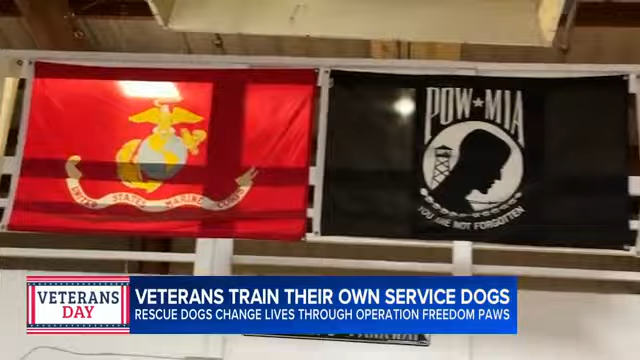 POW★MIA
UNITED STATES MARINE CORPS
YOU ARE NOT FORGOTTEN
VETERANS
DAY
VETERANS TRAIN THEIR OWN SERVICE DOGS
RESCUE DOGS CHANGE LIVES THROUGH OPERATION FREEDOM PAWS